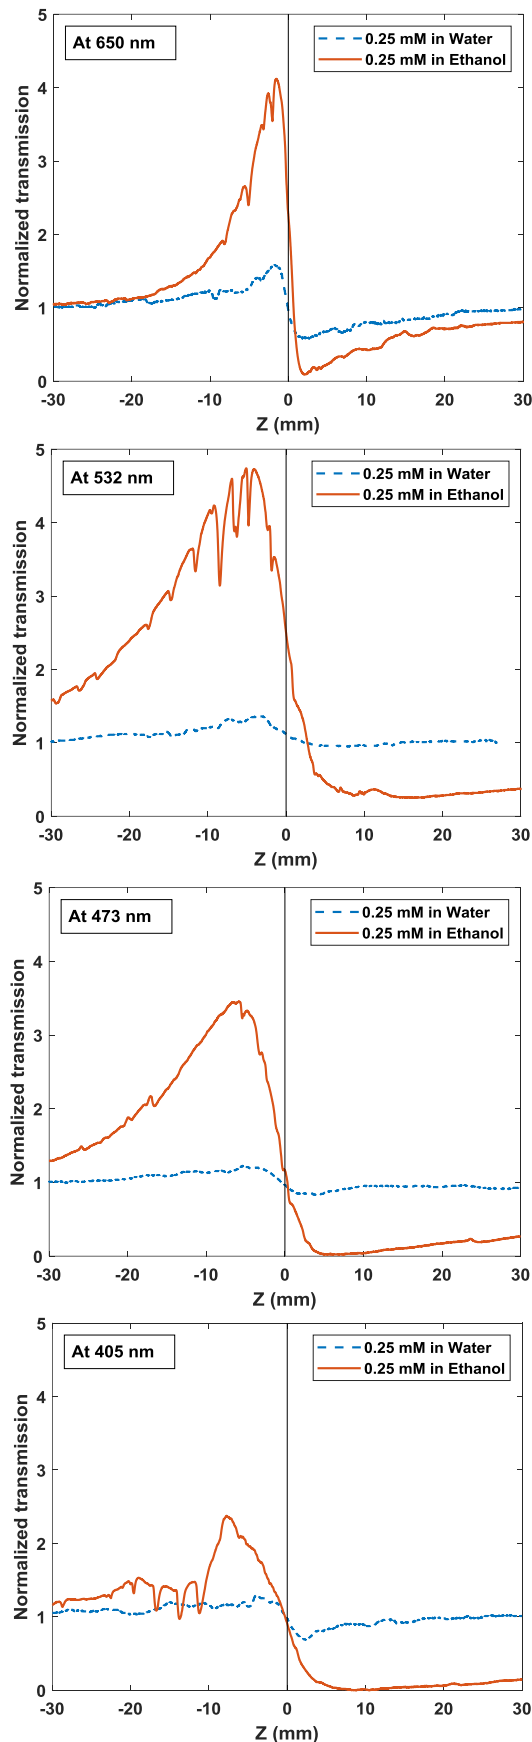 At 650 nm
0.25 mM in Water
0.25 mM in Ethanol
5
4
3
2
1
0
Normalized transmission
-30 -20 -10 0 10 20 30
Z (mm)
At 532 nm
0.25 mM in Water
0.25 mM in Ethanol
5
4
3
2
1
0
Normalized transmission
-30 -20 -10 0 10 20 30
Z (mm)
At 473 nm
0.25 mM in Water
0.25 mM in Ethanol
5
4
3
2
1
0
Normalized transmission
-30 -20 -10 0 10 20 30
Z (mm)
At 405 nm
0.25 mM in Water
0.25 mM in Ethanol
5
4
3
2
1
0
Normalized transmission
-30 -20 -10 0 10 20 30
Z (mm)